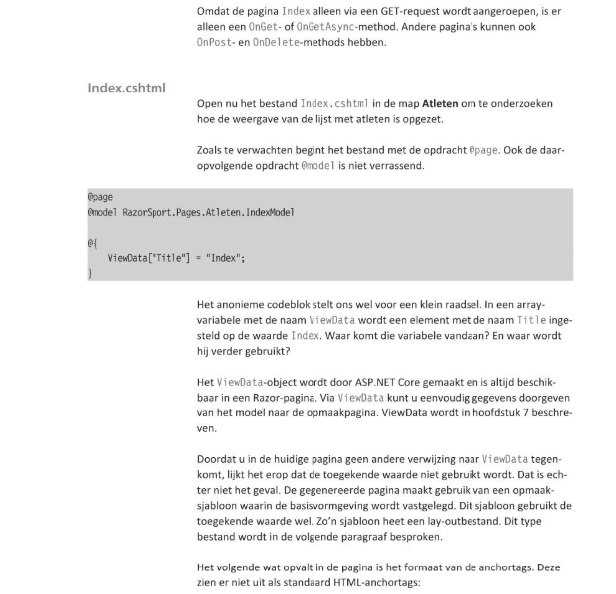 Omdat de pagina Index alleen via een GET-request wordt aangeroepen, is er
alleen een OnGet- of OnGetAsync-method. Andere pagina's kunnen ook
OnPost- en OnDelete-methods hebben.
Index.cshtml
Open nu het bestand Index.cshtml in de map Atleten om te onderzoeken
hoe de weergave van de lijst met atleten is opgezet.
Zoals te verwachten begint het bestand met de opdracht @page. Ook de daar-
opvolgende opdracht @model is niet verrassend.
@page
@model RazorSport.Pages.Atleten.IndexModel
@{
ViewData["Title"] = "Index";
}
Het anonieme codeblok stelt ons wel voor een klein raadsel. In een array-
variabele met de naam ViewData wordt een element met de naam Title inge-
steld op de waarde Index. Waar komt die variabele vandaan? En waar wordt
hij verder gebruikt?
Het ViewData-object wordt door ASP.NET Core gemaakt en is altijd beschik-
baar in een Razor-pagina. Via ViewData kunt u eenvoudig gegevens doorgeven
van het model naar de opmaakpagina. ViewData wordt in hoofdstuk 7 beschre-
ven.
Doordat u in de huidige pagina geen andere verwijzing naar ViewData tegen-
komt, lijkt het erop dat de toegekende waarde niet gebruikt wordt. Dat is ech-
ter niet het geval. De gegenereerde pagina maakt gebruik van een opmaak-
sjabloon waarin de basisvormgeving wordt vastgelegd. Dit sjabloon gebruikt de
toegekende waarde wel. Zo'n sjabloon heet een lay-outbestand. Dit type
bestand wordt in de volgende paragraaf besproken.
Het volgende wat opvalt in de pagina is het formaat van de anchortags. Deze
zien er niet uit als standaard HTML-anchortags: